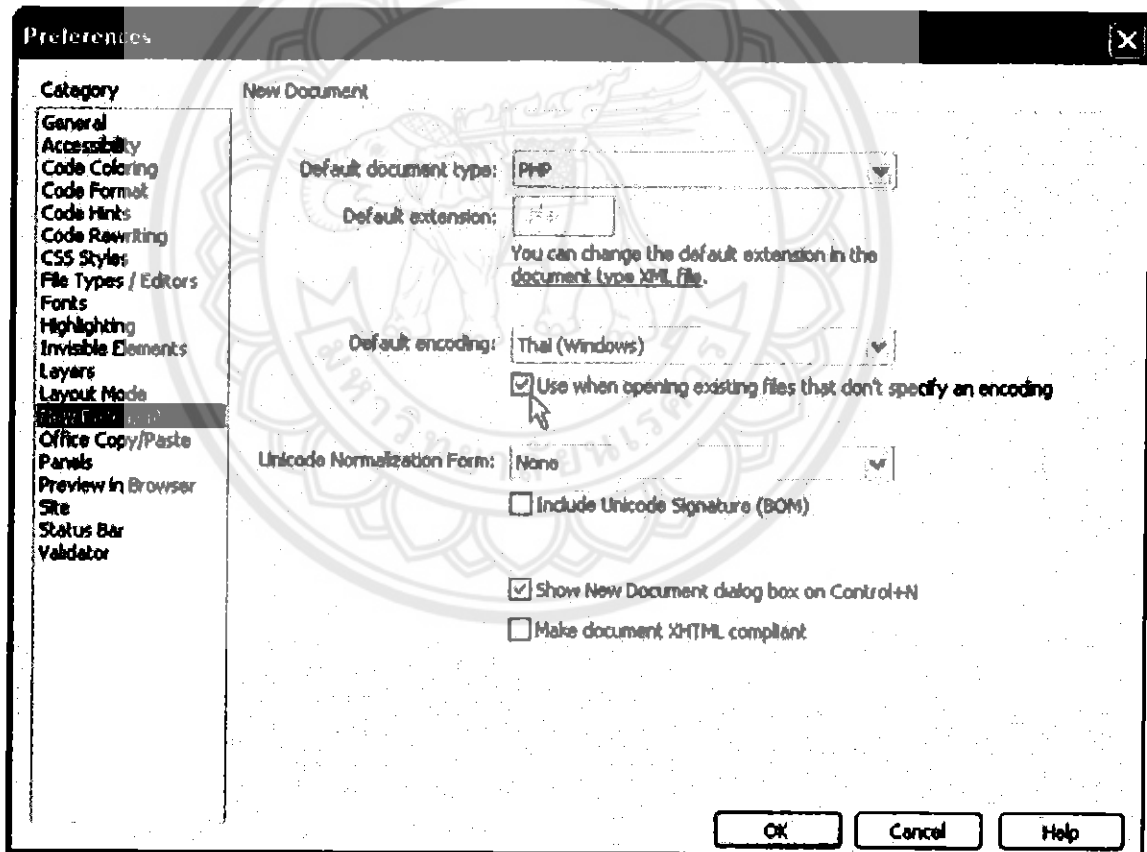 Preferences
Category
General
Accessibility
Code Coloring
Code Format
Code Hints
Code Rewriting
CSS Styles
File Types / Editors
Fonts
Highlighting
Invisible Elements
Layers
Layout Mode
New Document
Office Copy/Paste
Panels
Preview in Browser
Site
Status Bar
Validator
New Document
Default document type: PHP
Default extension:
You can change the default extension in the
document type XML file.
Default encoding: Thai (Windows)
Use when opening existing files that don't specify an encoding
Unicode Normalization Form: None
Include Unicode Signature (BOM)
Show New Document dialog box on Control+N
Make document XHTML compliant
OK Cancel Help